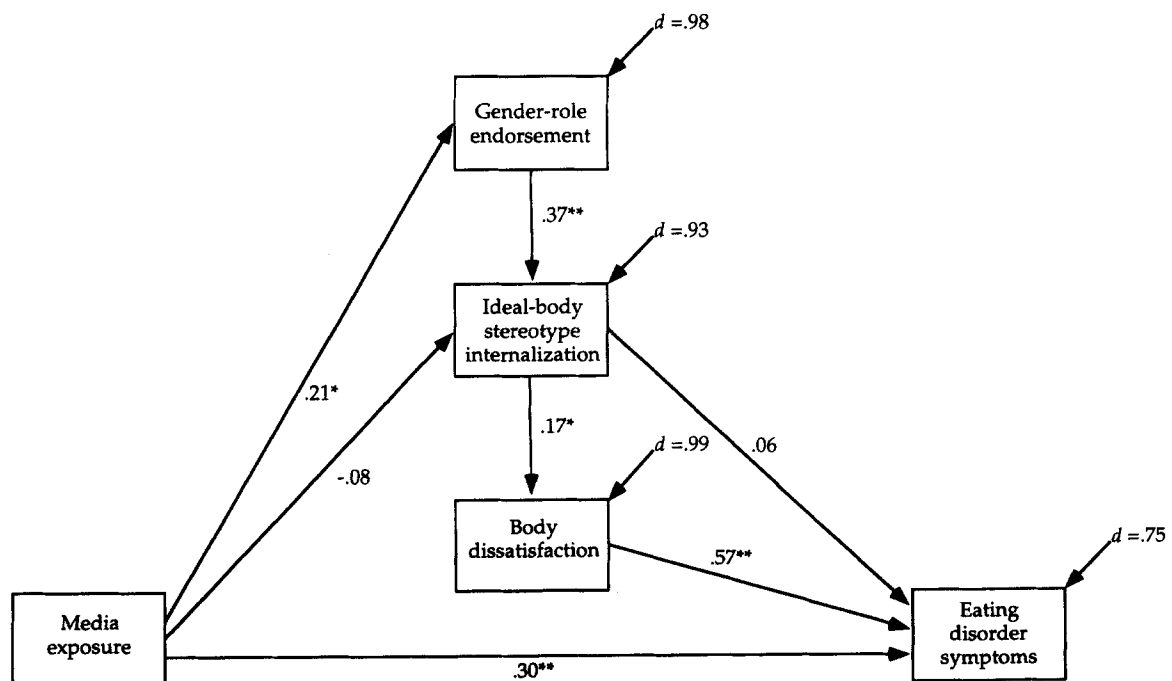 d =.98
Gender-role
endorsement
.37**
d =.93
Ideal-body
stereotype
internalization
.21*
.17*
.06
-.08
d =.99
Body
dissatisfaction
.57**
d =.75
Media
exposure
Eating
disorder
symptoms
.30**